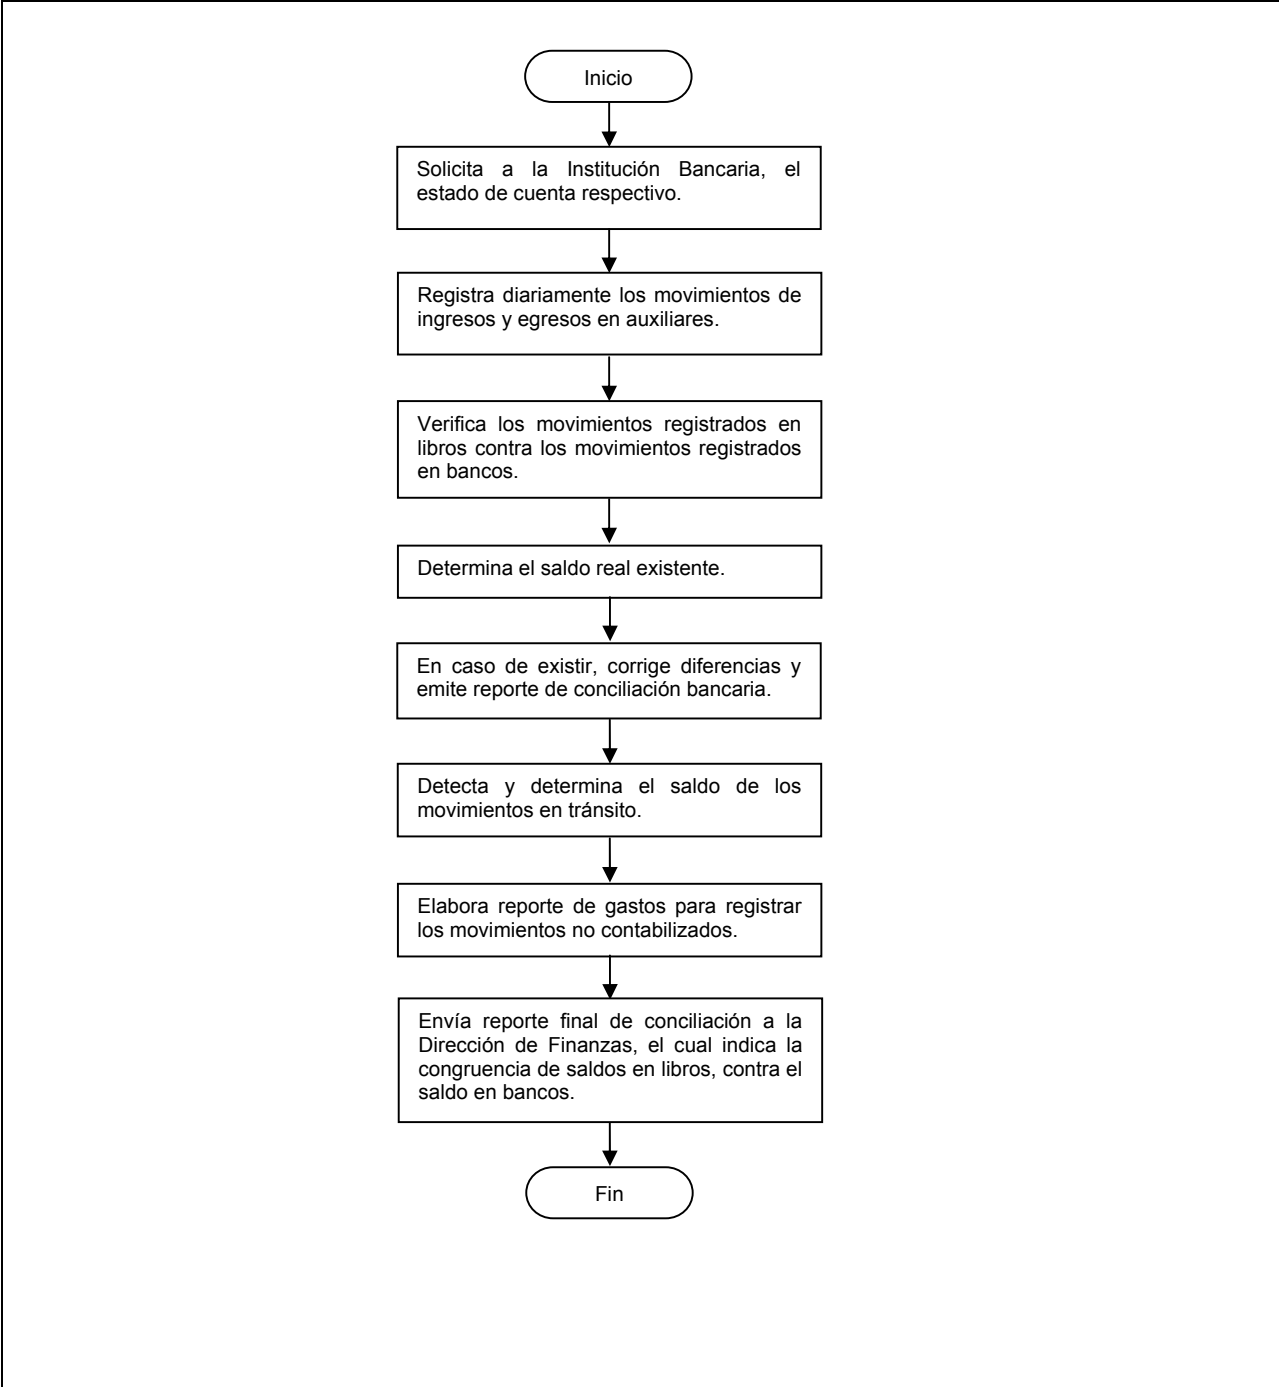 Inicio
Solicita a la Institución Bancaria, el
estado de cuenta respectivo.
Registra diariamente los movimientos de
ingresos y egresos en auxiliares.
Verifica los movimientos registrados en
libros contra los movimientos registrados
en bancos.
Determina el saldo real existente.
En caso de existir, corrige diferencias y
emite reporte de conciliación bancaria.
Detecta y determina el saldo de los
movimientos en tránsito.
Elabora reporte de gastos para registrar
los movimientos no contabilizados.
Envía reporte final de conciliación a la
Dirección de Finanzas, el cual indica la
congruencia de saldos en libros, contra el
saldo en bancos.
Fin